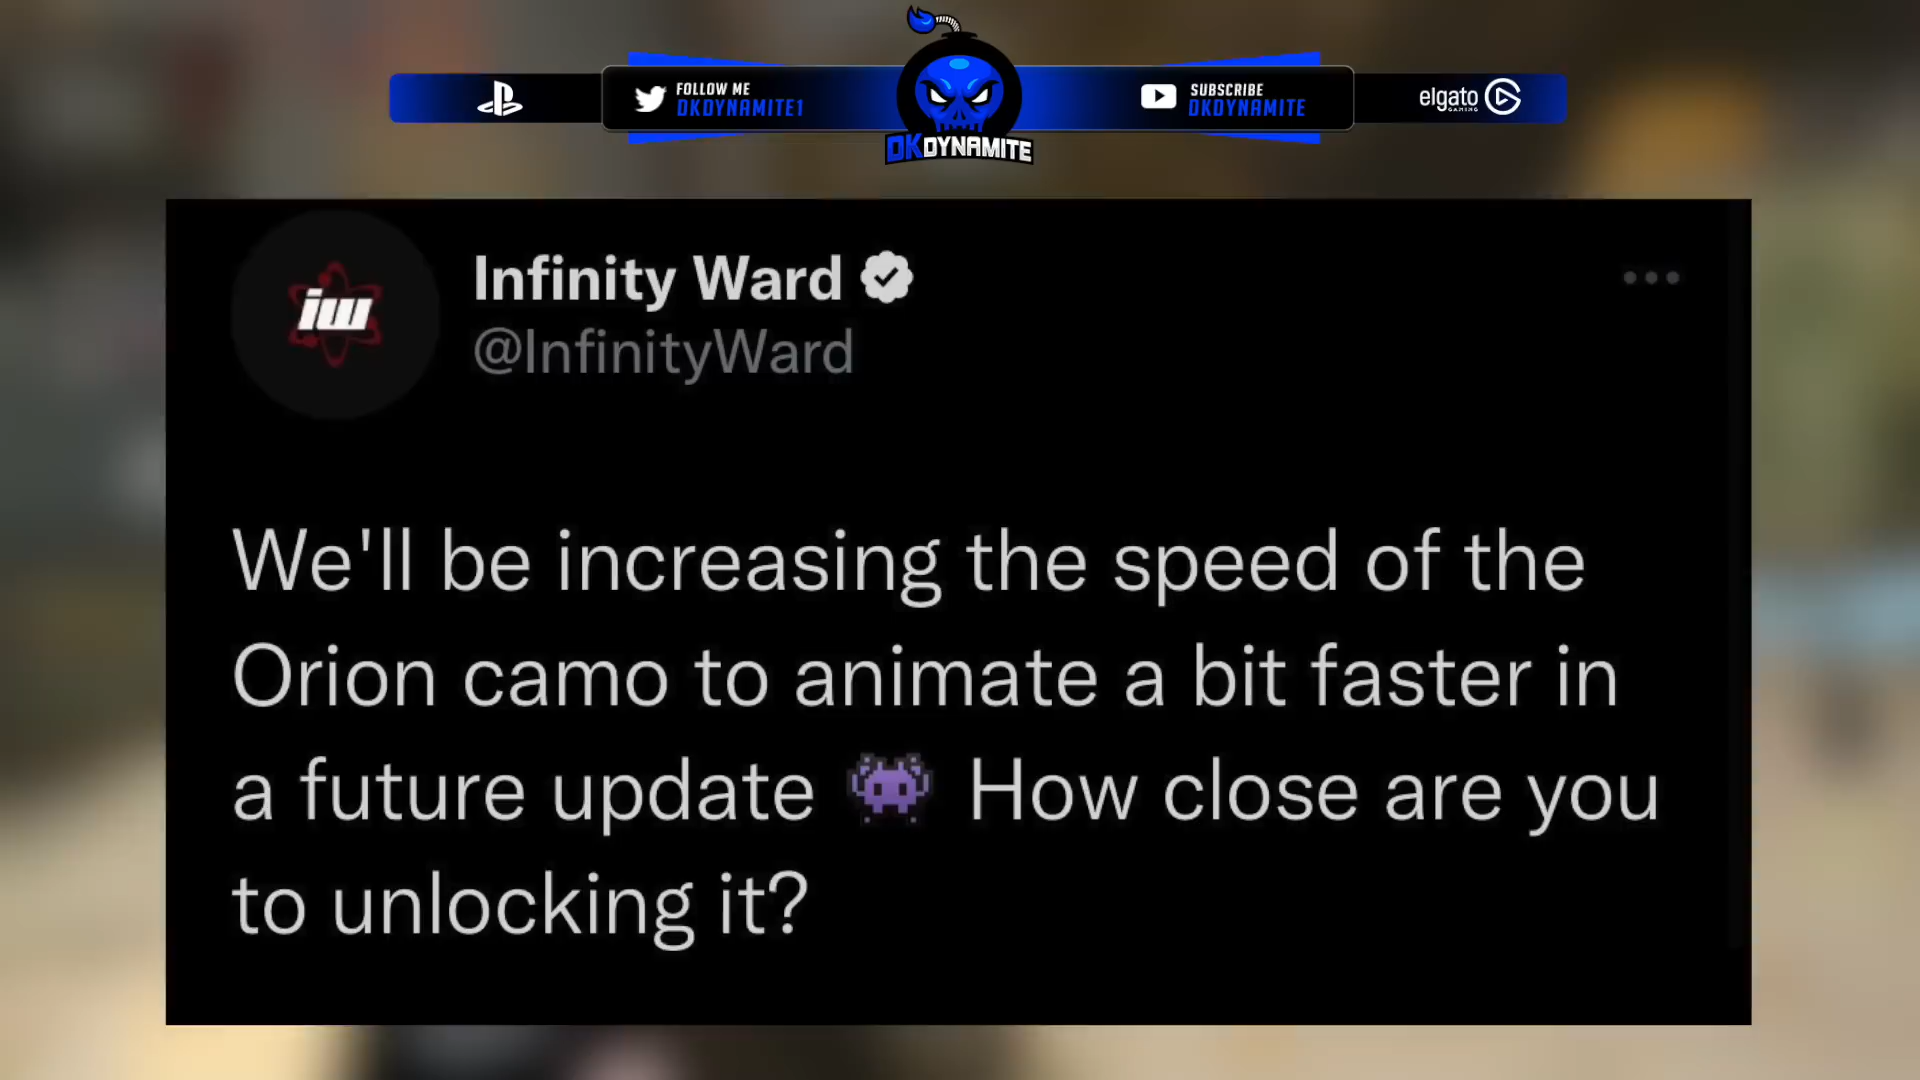 FOLLOW ME
DKDYNAMITE1
SUBSCRIBE
DKDYNAMITE
elgato
GAMING
DKDYNAMITE
iw
Infinity Ward
@InfinityWard
We'll be increasing the speed of the
Orion camo to animate a bit faster in
a future update 👾 How close are you
to unlocking it?